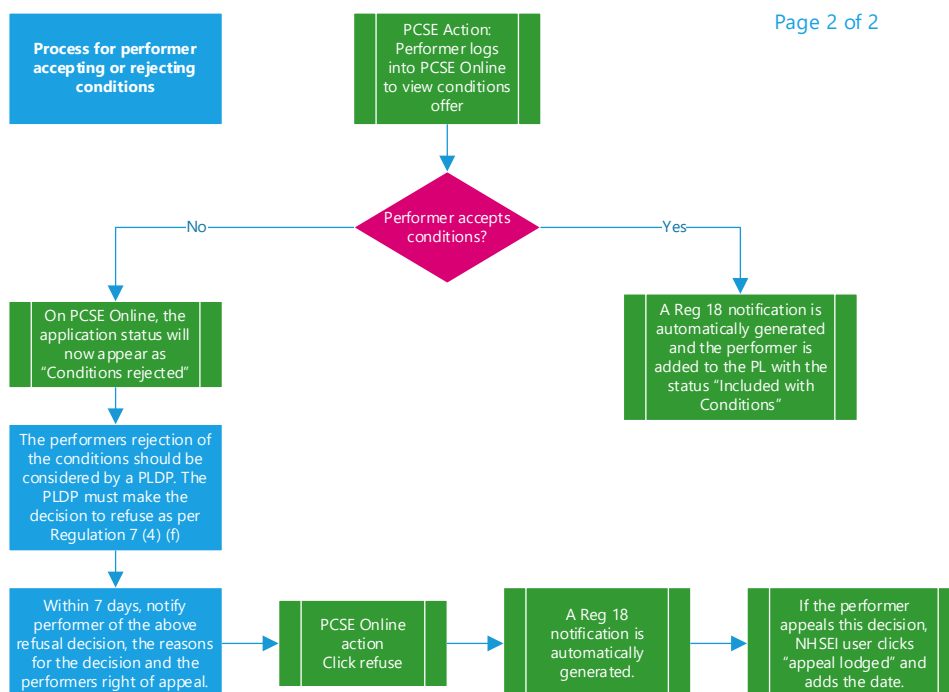 Process for performer
accepting or rejecting
conditions
PCSE Action:
Performer logs
into PCSE Online
to view conditions
offer
Page 2 of 2
Performer accepts
conditions?
No
Yes
On PCSE Online, the
application status will
now appear as
“Conditions rejected”
A Reg 18 notification is
automatically generated
and the performer is
added to the PL with the
status “Included with
Conditions”
The performers rejection of
the conditions should be
considered by a PLDP. The
PLDP must make the
decision to refuse as per
Regulation 7 (4) (f)
Within 7 days, notify
performer of the above
refusal decision, the reasons
for the decision and the
performers right of appeal.
PCSE Online
action
Click refuse
A Reg 18
notification is
automatically
generated.
If the performer
appeals this decision,
NHSEI user clicks
“appeal lodged” and
adds the date.